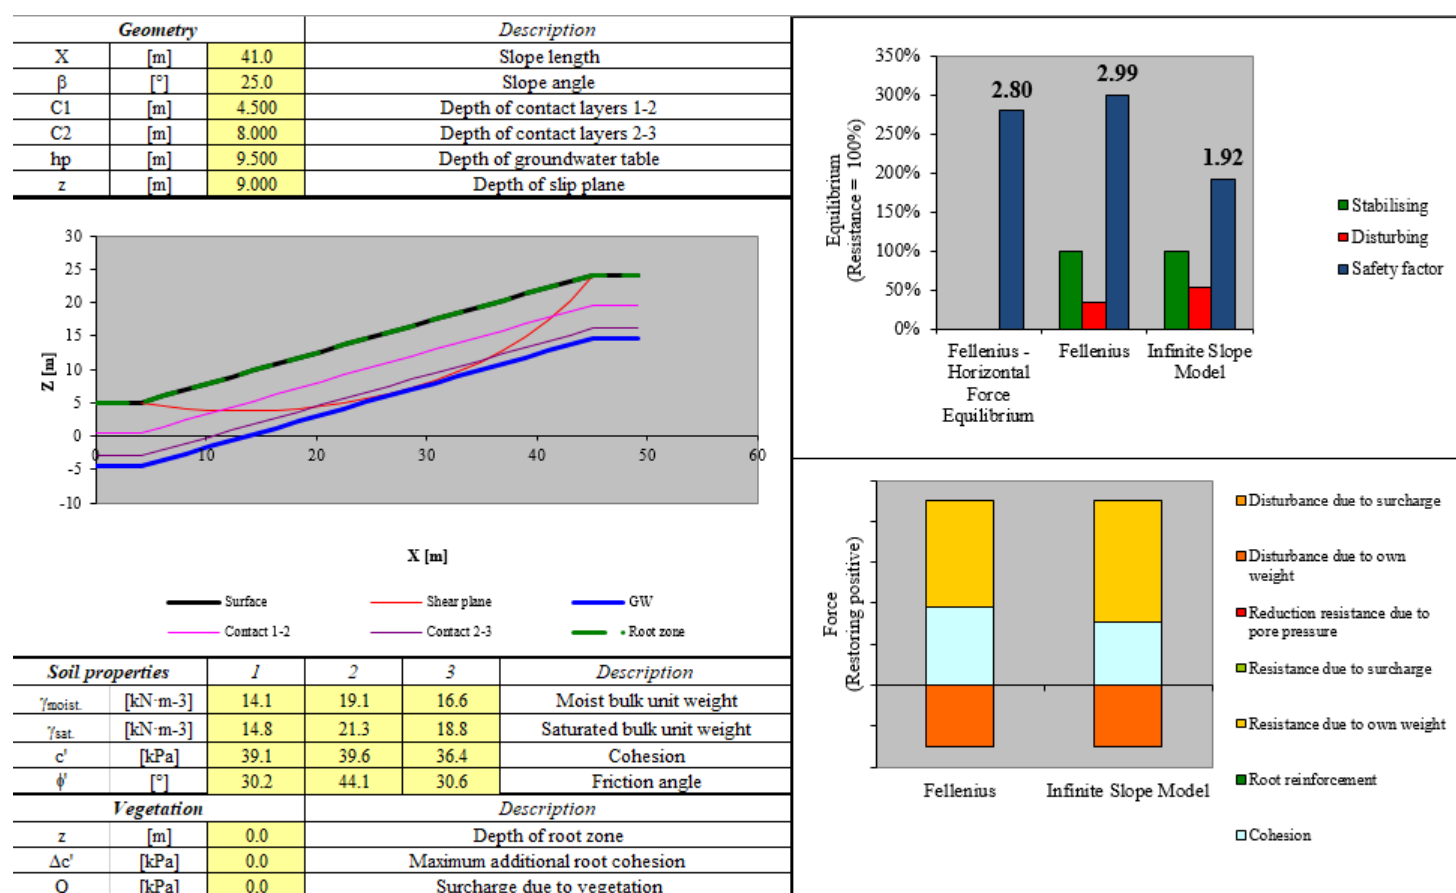 Geometry Description
X [m] 41.0 Slope length
β [°] 25.0 Slope angle
C1 [m] 4.500 Depth of contact layers 1-2
C2 [m] 8.000 Depth of contact layers 2-3
hp [m] 9.500 Depth of groundwater table
z [m] 9.000 Depth of slip plane
30
25
20
15
10
5
0
-5
-10
0 10 20 30 40 50 60
Z [m]
X [m]
Surface Shear plane GW
Contact 1-2 Contact 2-3 Root zone
Soil properties 1 2 3 Description
γmoist. [kN·m-3] 14.1 19.1 16.6 Moist bulk unit weight
γsat. [kN·m-3] 14.8 21.3 18.8 Saturated bulk unit weight
c' [kPa] 39.1 39.6 36.4 Cohesion
ϕ' [°] 30.2 44.1 30.6 Friction angle
Vegetation Description
z [m] 0.0 Depth of root zone
Δc' [kPa] 0.0 Maximum additional root cohesion
Q [kPa] 0.0 Surcharge due to vegetation
Equilibrium
(Resistance = 100%)
350%
300%
250%
200%
150%
100%
50%
0%
2.80
2.99
1.92
Fellenius -
Horizontal
Force
Equilibrium
Fellenius
Infinite Slope
Model
Stabilising
Disturbing
Safety factor
Force
(Restoring positive)
Fellenius Infinite Slope Model
Disturbance due to surcharge
Disturbance due to own
weight
Reduction resistance due to
pore pressure
Resistance due to surcharge
Resistance due to own weight
Root reinforcement
Cohesion